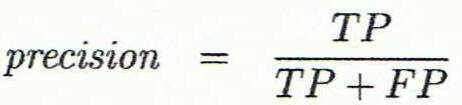 precision = TP / TP + FP